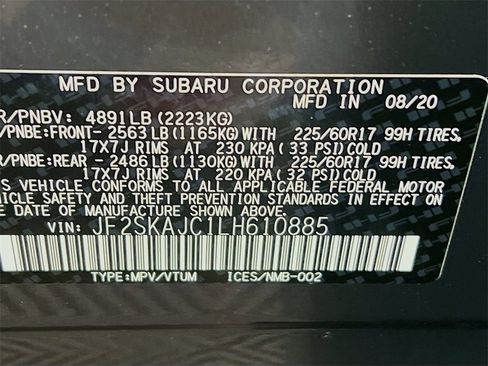 MFD BY SUBARU CORPORATION
IN 08/20
R/PNBV: 4891LB (2223KG)
/PNBE:FRONT- 2563 LB (1165KG) WITH 225/60R17 99H TIRES,
17X7J RIMS AT 230 KPA (33 PSI) COLD
R/PNBE:REAR - 2486 LB (1130KG) WITH 225/60R17 99H TIRES,
17X7J RIMS AT 220 KPA (32 PSI) COLD
S VEHICLE CONFORMS TO ALL APPLICABLE FEDERAL MOTOR
HICLE SAFETY AND THEFT PREVENTION STANDARDS IN EFFECT
DATE OF MANUFACTURE SHOWN ABOVE.
VIN: JF2SKAJC1LH610885
TYPE:MPV/VTUM ICES/NMB-002